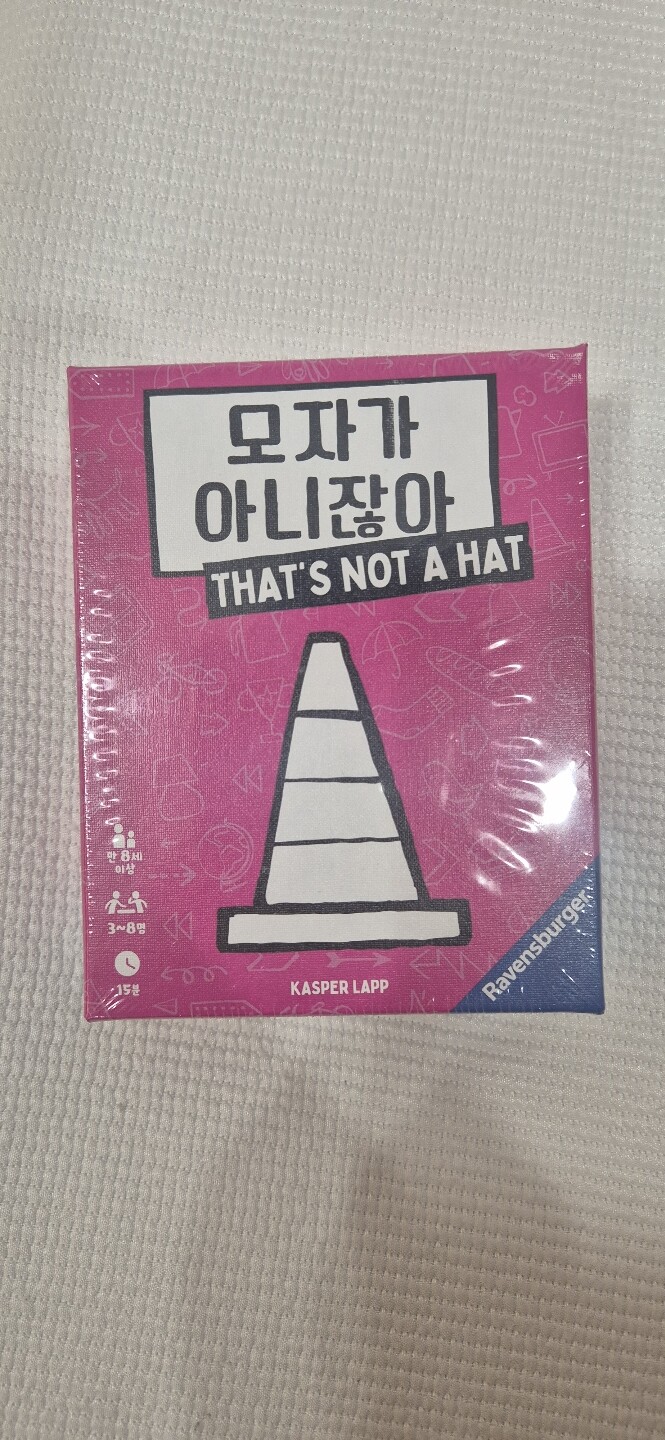 모자가
아니잖아
THAT'S NOT A HAT
만 8세
이상
3~8명
15분
KASPER LAPP
Ravensburger